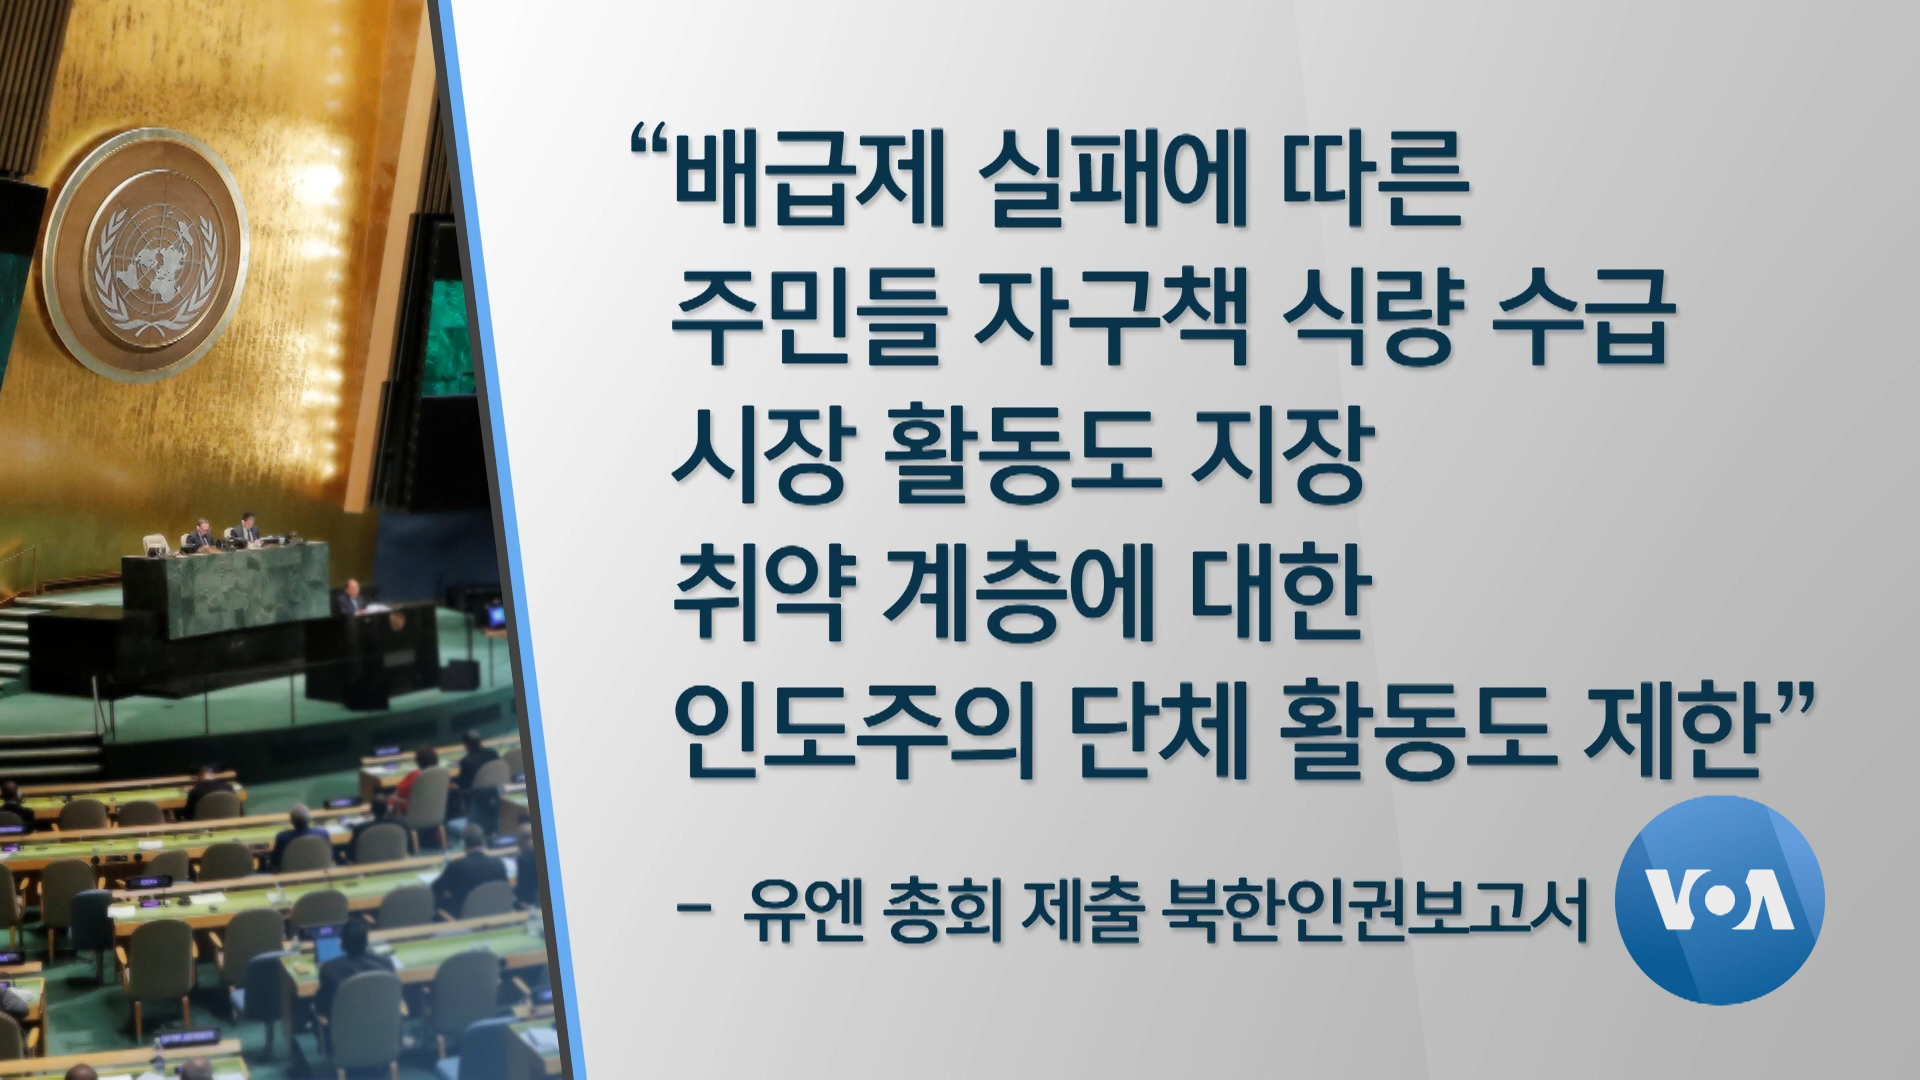 “배급제 실패에 따른
주민들 자구책 식량 수급
시장 활동도 지장
취약 계층에 대한
인도주의 단체 활동도 제한”
- 유엔 총회 제출 북한인권보고서
VOA